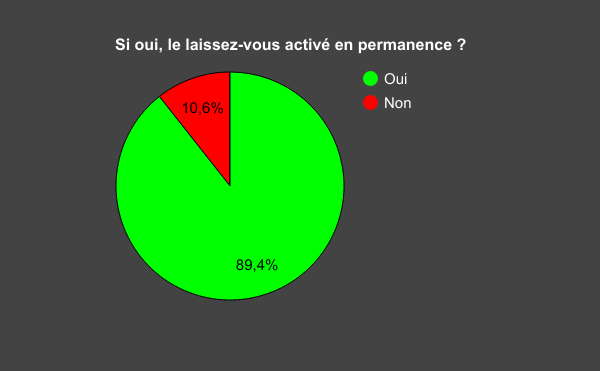 Si oui, le laissez-vous activé en permanence ?
Oui
Non
10,6%
89,4%